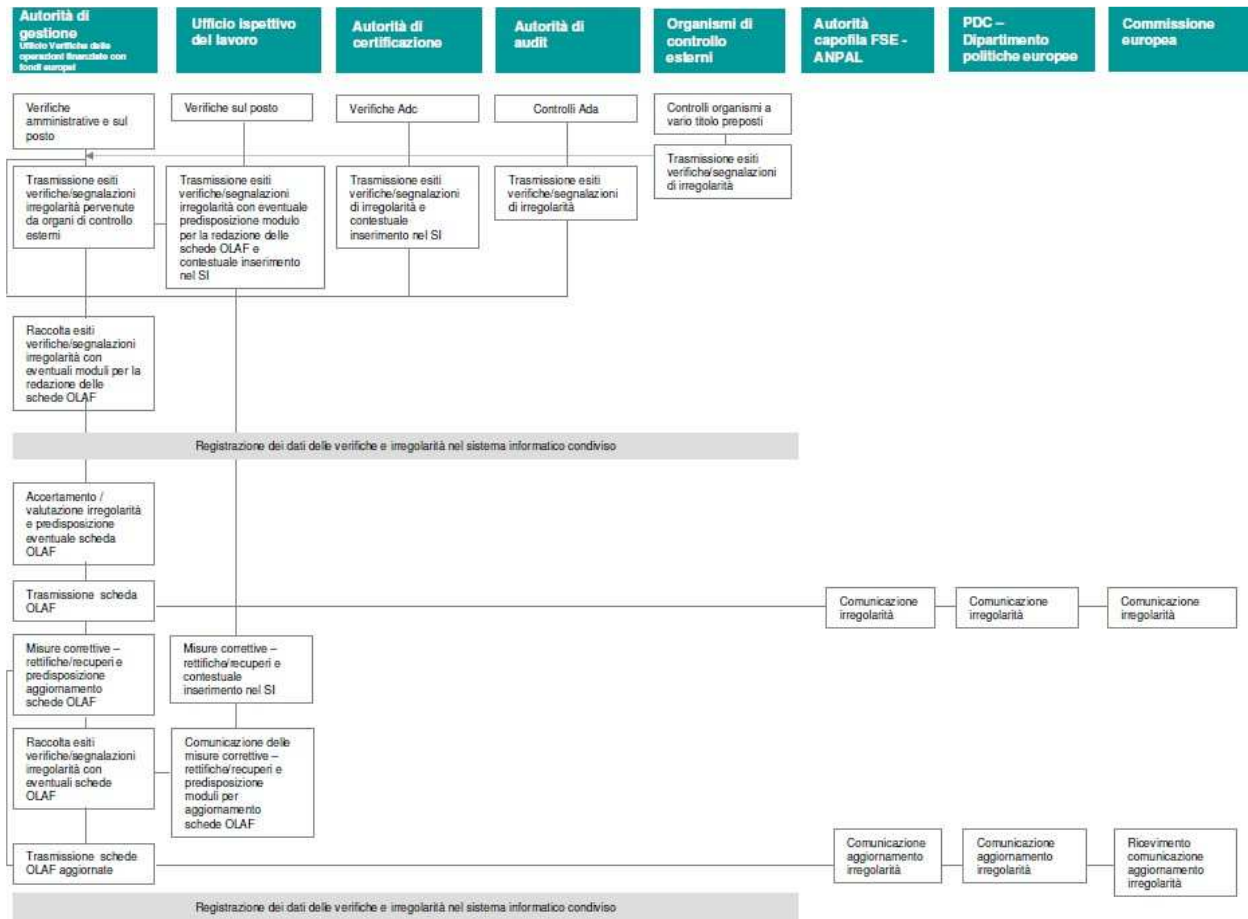 Autorità di
gestione
Ufficio Verifiche delle
operazioni finanziate con
fondi europei
Ufficio ispettivo
del lavoro
Autorità di
certificazione
Autorità di
audit
Organismi di
controllo
esterni
Autorità
capofila FSE -
ANPAL
PDC –
Dipartimento
politiche europee
Commissione
europea
Verifiche
amministrative e sul
posto
Verifiche sul posto
Verifiche Adc
Controlli Ada
Controlli organismi a
vario titolo preposti
Trasmissione esiti
verifiche/segnalazioni
irregolarità pervenute
da organi di controllo
esterni
Trasmissione esiti
verifiche/segnalazioni
irregolarità con eventuale
predisposizione modulo
per la redazione delle
schede OLAF e
contestuale inserimento
nel SI
Trasmissione esiti
verifiche/segnalazioni
di irregolarità e
contestuale
inserimento nel SI
Trasmissione esiti
verifiche/segnalazioni
di irregolarità
Trasmissione esiti
verifiche/segnalazioni
di irregolarità
Raccolta esiti
verifiche/segnalazioni
irregolarità con
eventuali moduli per la
redazione delle
schede OLAF
Registrazione dei dati delle verifiche e irregolarità nel sistema informatico condiviso
Accertamento /
valutazione irregolarità
e predisposizione
eventuale scheda
OLAF
Trasmissione scheda
OLAF
Comunicazione
irregolarità
Comunicazione
irregolarità
Comunicazione
irregolarità
Misure correttive –
rettifiche/recuperi e
predisposizione
aggiornamento
schede OLAF
Misure correttive –
rettifiche/recuperi e
contestuale
inserimento nel SI
Raccolta esiti
verifiche/segnalazioni
irregolarità con
eventuali schede
OLAF
Comunicazione delle
misure correttive –
rettifiche/recuperi e
predisposizione
moduli per
aggiornamento
schede OLAF
Trasmissione schede
OLAF aggiornate
Comunicazione
aggiornamento
irregolarità
Comunicazione
aggiornamento
irregolarità
Ricevimento
comunicazione
aggiornamento
irregolarità
Registrazione dei dati delle verifiche e irregolarità nel sistema informatico condiviso